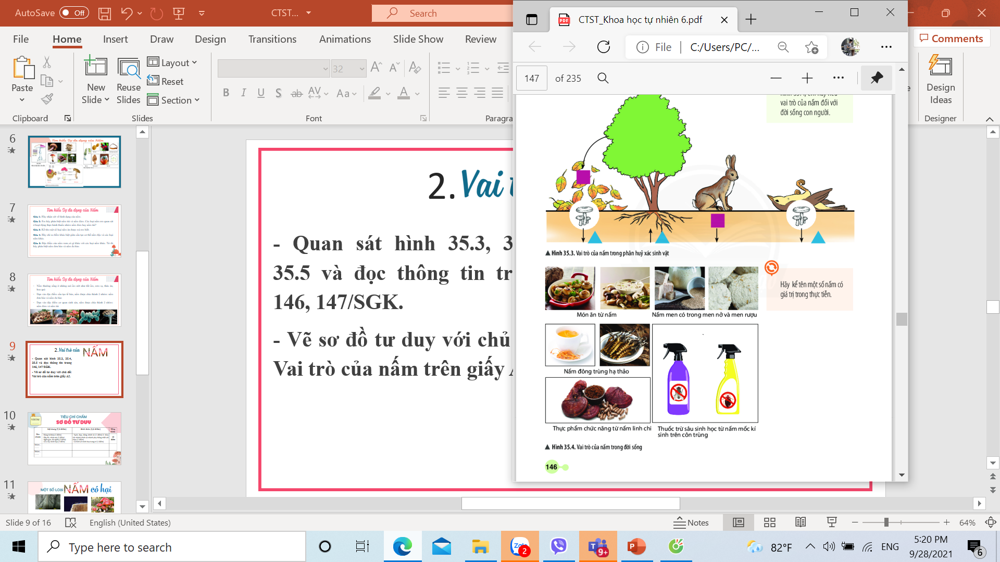 AutoSave Off
CTST...
Search
File Home Insert Draw Design Transitions Animations Slide Show Review
Comments
Paste
Clipboard
New Slide
Reuse Slides
Layout
Reset
Section
Slides
32
Font
Paragra
Design Ideas
Designer
6
Tìm hiểu Sự đa dạng của Nấm
7
Tìm hiểu Sự đa dạng của Nấm
8
Tìm hiểu Sự đa dạng của Nấm
9
2.Vai trò của NẤM
- Quan sát hình 35.3, 35.4,
35.5 và đọc thông tin trang
146, 147/SGK.
- Vẽ sơ đồ tư duy với chủ đề:
Vai trò của nấm trên giấy A2.
10
NHÓM
TIÊU CHÍ CHẤM
SƠ ĐỒ TƯ DUY
11
MỘT SỐ LOẠI NẤM có hại
2. Vai t
- Quan sát hình 35.3, 3
35.5 và đọc thông tin tr
146, 147/SGK.
- Vẽ sơ đồ tư duy với chủ
Vai trò của nấm trên giấy A
CTST_Khoa học tự nhiên 6.pdf
File C:/Users/PC/...
147 of 235
vai trò của nấm đối với
đời sống con người.
Hình 35.3. Vai trò của nấm trong phân huỷ xác sinh vật
Hãy kể tên một số nấm có
giá trị trong thực tiễn.
Món ăn từ nấm
Nấm men có trong men nở và men rượu
Nấm đông trùng hạ thảo
Thực phẩm chức năng từ nấm linh chi
Thuốc trừ sâu sinh học từ nấm mốc kí
sinh trên côn trùng
Hình 35.4. Vai trò của nấm trong đời sống
146
Slide 9 of 16 English (United States)
Notes
64%
Type here to search
Zalo
2
9+
82°F
ENG
5:20 PM
9/28/2021
6